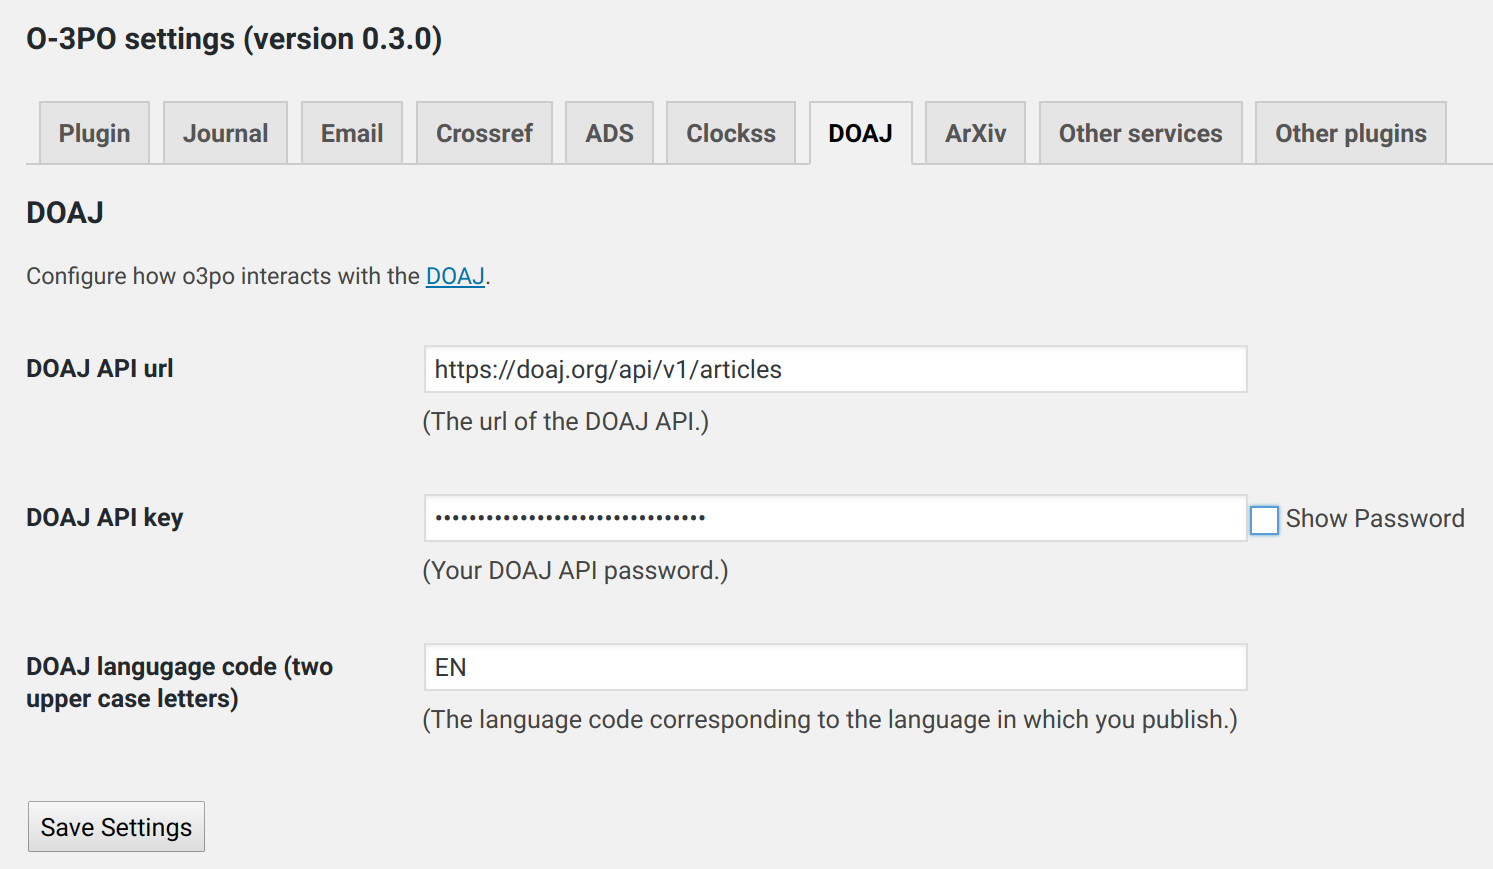 O-3PO settings (version 0.3.0)
Plugin Journal Email Crossref ADS Clockss DOAJ ArXiv Other services Other plugins
DOAJ
Configure how o3po interacts with the DOAJ.
DOAJ API url
https://doaj.org/api/v1/articles
(The url of the DOAJ API.)
DOAJ API key
•••••••••••••••••••••••••••••••• Show Password
(Your DOAJ API password.)
DOAJ langugage code (two
upper case letters)
EN
(The language code corresponding to the language in which you publish.)
Save Settings